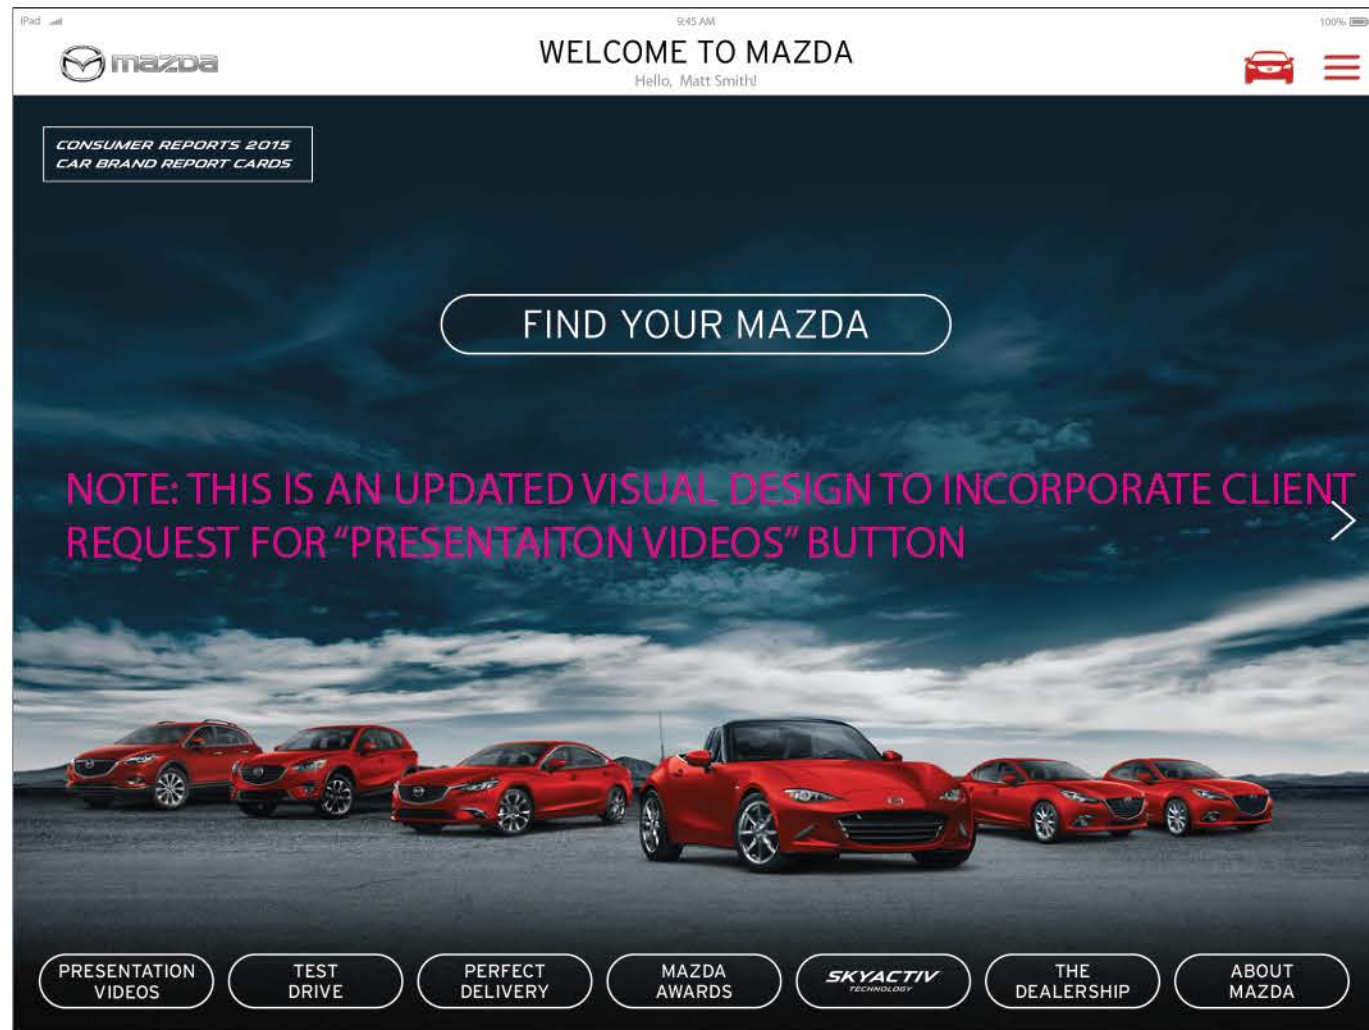 iPad
9:45 AM
100%
mazda
WELCOME TO MAZDA
Hello, Matt Smith!
CONSUMER REPORTS 2015
CAR BRAND REPORT CARDS
FIND YOUR MAZDA
NOTE: THIS IS AN UPDATED VISUAL DESIGN TO INCORPORATE CLIENT
REQUEST FOR “PRESENTAITON VIDEOS” BUTTON
PRESENTATION
VIDEOS
TEST
DRIVE
PERFECT
DELIVERY
MAZDA
AWARDS
SKYACTIV
TECHNOLOGY
THE
DEALERSHIP
ABOUT
MAZDA